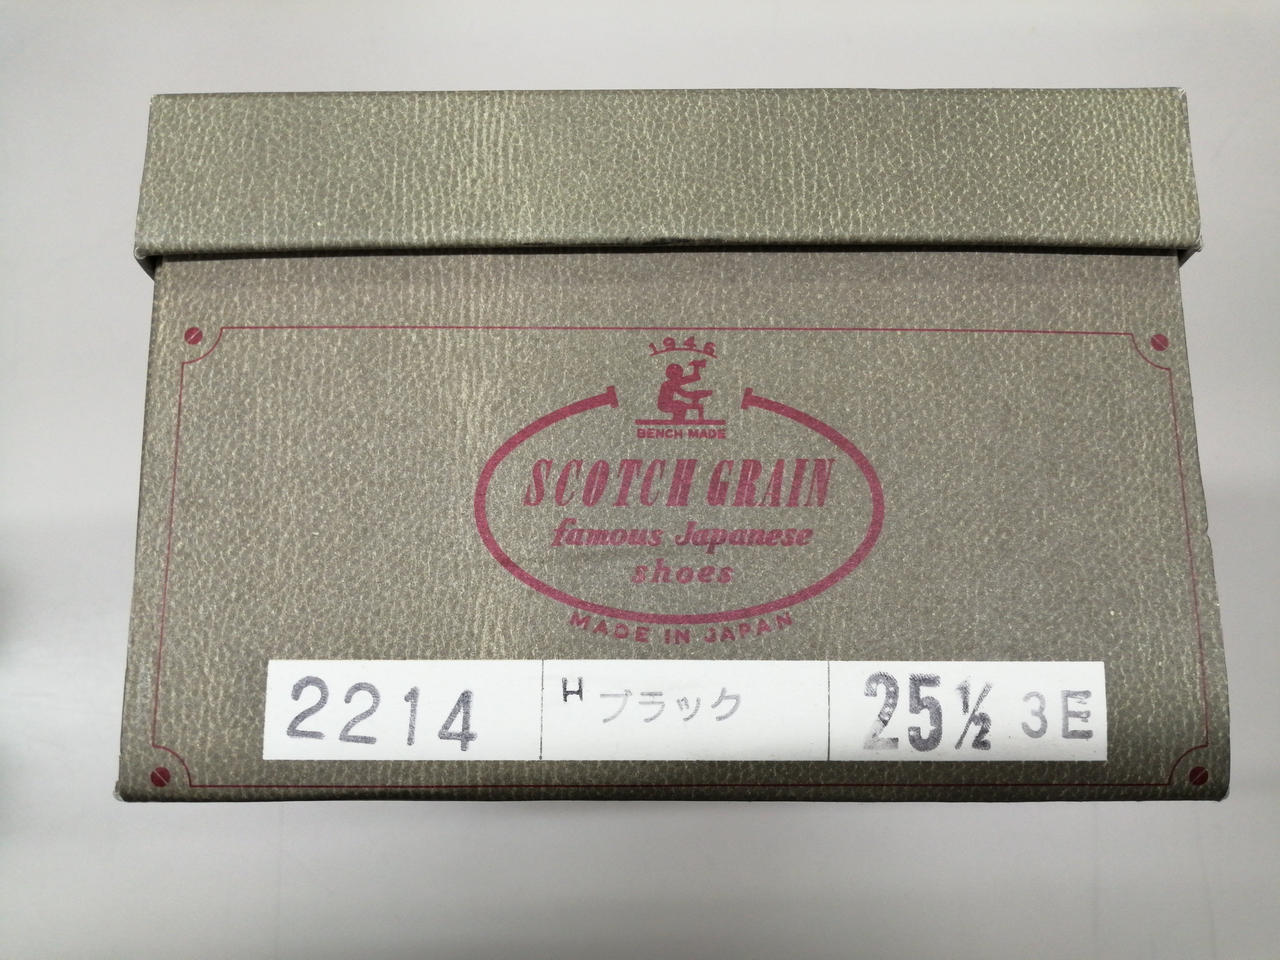 1946
BENCH MADE
SCOTCH GRAIN
famous Japanese
shoes
MADE IN JAPAN
2214 H ブラック 25½ 3E